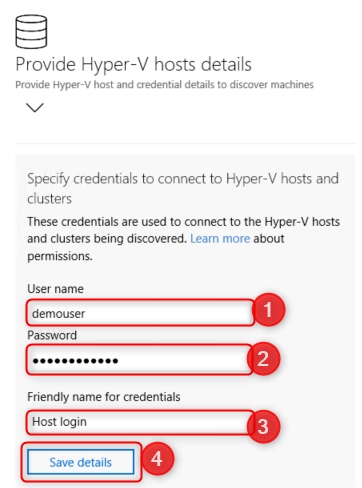 Provide Hyper-V hosts details
Provide Hyper-V host and credential details to discover machines
Specify credentials to connect to Hyper-V hosts and
clusters
These credentials are used to connect to the Hyper-V hosts
and clusters being discovered. Learn more about
permissions.
User name
demouser
1
Password
••••••••••••
2
Friendly name for credentials
Host login
3
Save details
4